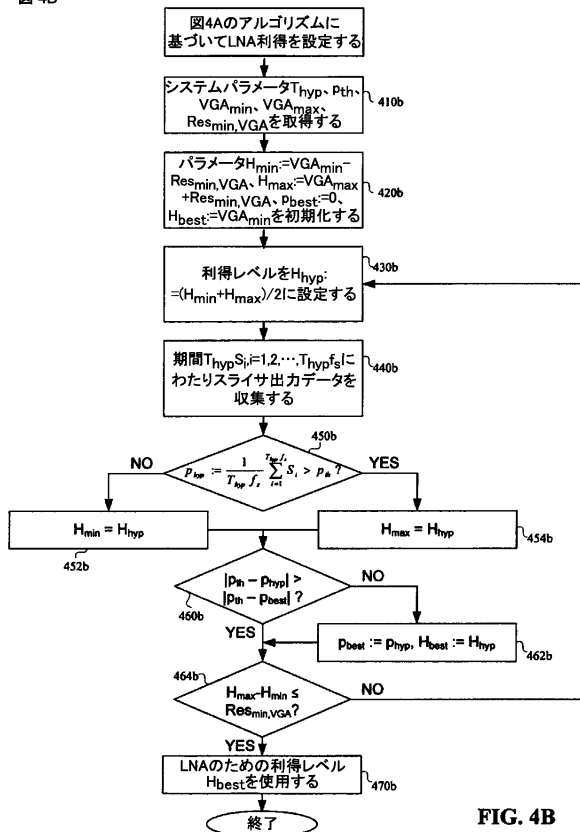 図 4B
図4Aのアルゴリズムに
基づいてLNA利得を設定する
システムパラメータThyp、pth、
VGAmin、VGAmax、
Resmin,VGAを取得する
410b
パラメータHmin:=VGAmin−
Resmin,VGA、Hmax:=VGAmax
+Resmin,VGA、pbest:=0、
Hbest:=VGAminを初期化する
420b
430b
利得レベルをHhyp:
=(Hmin+Hmax)/2に設定する
期間ThypSi,i=1,2,⋯,Thypfsに
わたりスライサ出力データを
収集する
440b
450b
NO
phyp := 1/(Thyp fs) ∑(i=1 → Thyp fs) Si > pth ?
YES
Hmin = Hhyp
452b
Hmax = Hhyp
454b
|pth − phyp| >
|pth − pbest| ?
460b
NO
YES
pbest := phyp, Hbest := Hhyp
462b
464b
Hmax-Hmin ≤
Resmin,VGA?
NO
YES
LNAのための利得レベル
Hbestを使用する
470b
終了
FIG. 4B